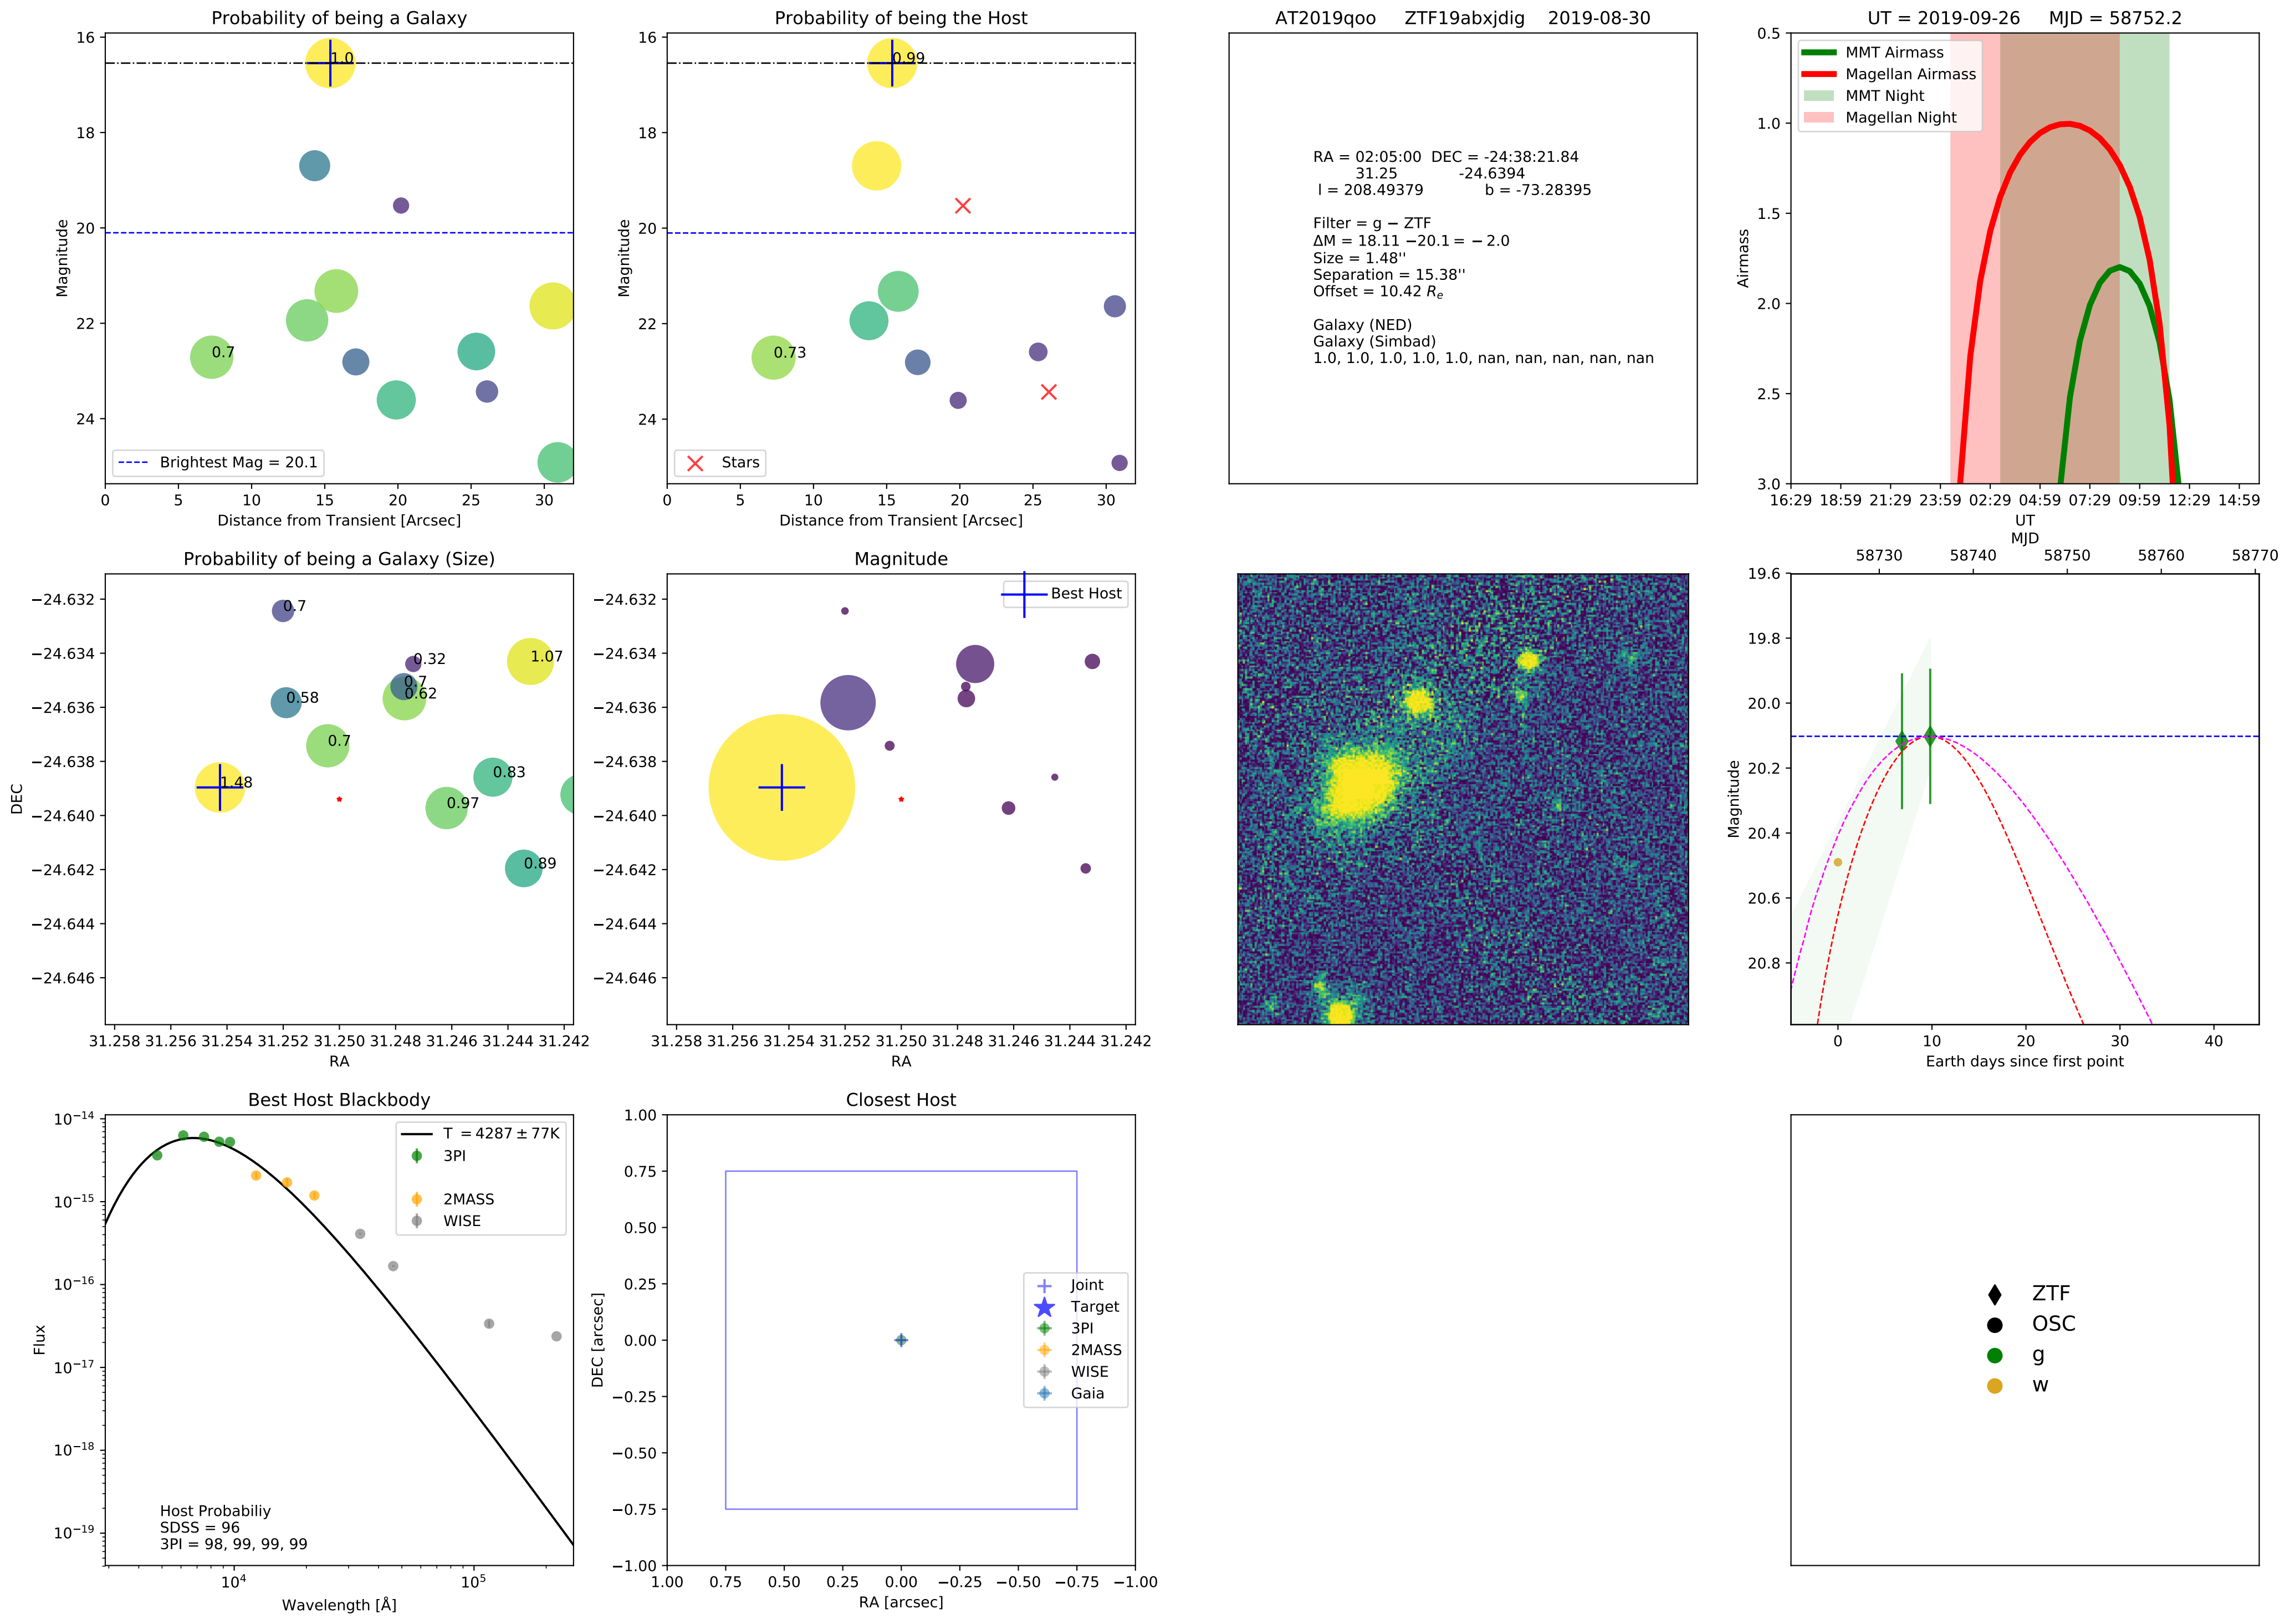 Probability of being a Galaxy
16
18
20
22
24
Magnitude
1.0
0.7
Brightest Mag = 20.1
0 5 10 15 20 25 30
Distance from Transient [Arcsec]
Probability of being the Host
16
18
20
22
24
Magnitude
0.99
0.73
Stars
0 5 10 15 20 25 30
Distance from Transient [Arcsec]
AT2019qoo ZTF19abxjdig 2019-08-30
RA = 02:05:00 DEC = -24:38:21.84
31.25 -24.6394
l = 208.49379 b = -73.28395
Filter = g − ZTF
ΔM = 18.11 −20.1 = − 2.0
Size = 1.48''
Separation = 15.38''
Offset = 10.42 Re
Galaxy (NED)
Galaxy (Simbad)
1.0, 1.0, 1.0, 1.0, 1.0, nan, nan, nan, nan, nan
UT = 2019-09-26 MJD = 58752.2
MMT Airmass
Magellan Airmass
MMT Night
Magellan Night
0.5
1.0
1.5
2.0
2.5
3.0
Airmass
16:29 18:59 21:29 23:59 02:29 04:59 07:29 09:59 12:29 14:59
UT
Probability of being a Galaxy (Size)
−24.632
−24.634
−24.636
−24.638
−24.640
−24.642
−24.644
−24.646
DEC
0.7
0.32
1.07
0.7
0.62
0.58
0.7
1.48
0.83
0.97
0.89
31.258 31.256 31.254 31.252 31.250 31.248 31.246 31.244 31.242
RA
Magnitude
Best Host
−24.632
−24.634
−24.636
−24.638
−24.640
−24.642
−24.644
−24.646
31.258 31.256 31.254 31.252 31.250 31.248 31.246 31.244 31.242
RA
MJD
58730 58740 58750 58760 58770
19.6
19.8
20.0
20.2
20.4
20.6
20.8
Magnitude
0 10 20 30 40
Earth days since first point
Best Host Blackbody
T = 4287 ± 77K
3PI
2MASS
WISE
10−14
10−15
10−16
10−17
10−18
10−19
Flux
Host Probabiliy
SDSS = 96
3PI = 98, 99, 99, 99
104 105
Wavelength [Å]
Closest Host
1.00
0.75
0.50
0.25
0.00
−0.25
−0.50
−0.75
−1.00
DEC [arcsec]
Joint
Target
3PI
2MASS
WISE
Gaia
1.00 0.75 0.50 0.25 0.00 −0.25 −0.50 −0.75 −1.00
RA [arcsec]
ZTF
OSC
g
w